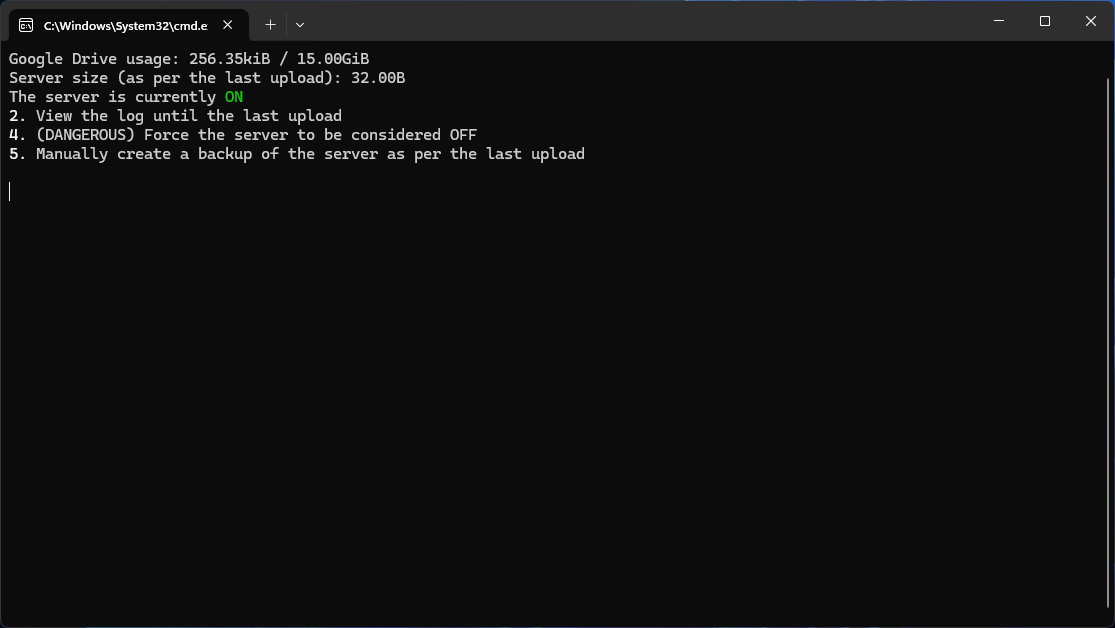 C:\Windows\System32\cmd.e
Google Drive usage: 256.35kiB / 15.00GiB
Server size (as per the last upload): 32.00B
The server is currently ON
2. View the log until the last upload
4. (DANGEROUS) Force the server to be considered OFF
5. Manually create a backup of the server as per the last upload